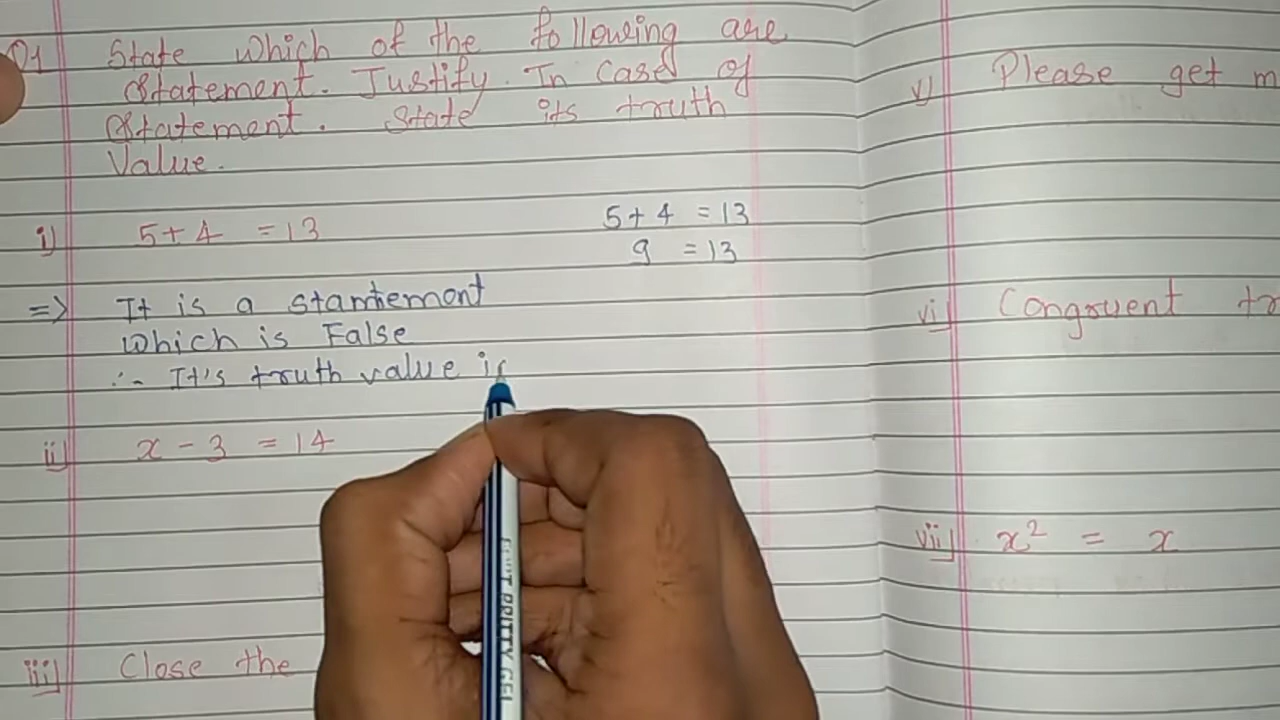 Q1 State which of the following are
Statement. Justify. In case of
Statement. State its truth
Value.
i) 5+4 =13
5+4 =13
9 =13
=> It is a stamtement
which is False
∴ It's truth value is
ii) x - 3 = 14
iii) Close the
v) Please get m
vi) Congruent tr
vii) x² = x